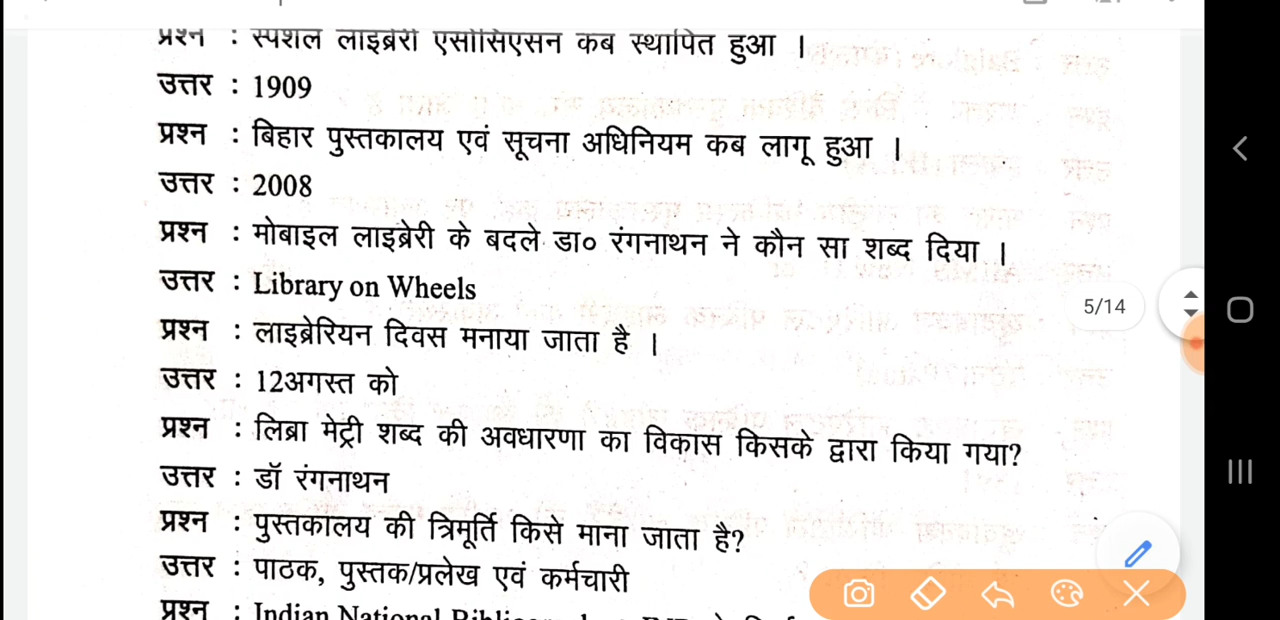 प्रश्न : स्पेशल लाइब्रेरी एसोसिएसन कब स्थापित हुआ ।
उत्तर : 1909
प्रश्न : बिहार पुस्तकालय एवं सूचना अधिनियम कब लागू हुआ ।
उत्तर : 2008
प्रश्न : मोबाइल लाइब्रेरी के बदले डा० रंगनाथन ने कौन सा शब्द दिया ।
उत्तर : Library on Wheels
5/14
प्रश्न : लाइब्रेरियन दिवस मनाया जाता है ।
उत्तर : 12अगस्त को
प्रश्न : लिब्रा मेट्री शब्द की अवधारणा का विकास किसके द्वारा किया गया?
उत्तर : डॉ रंगनाथन
प्रश्न : पुस्तकालय की त्रिमूर्ति किसे माना जाता है?
उत्तर : पाठक, पुस्तक/प्रलेख एवं कर्मचारी
प्रश्न : Indian National